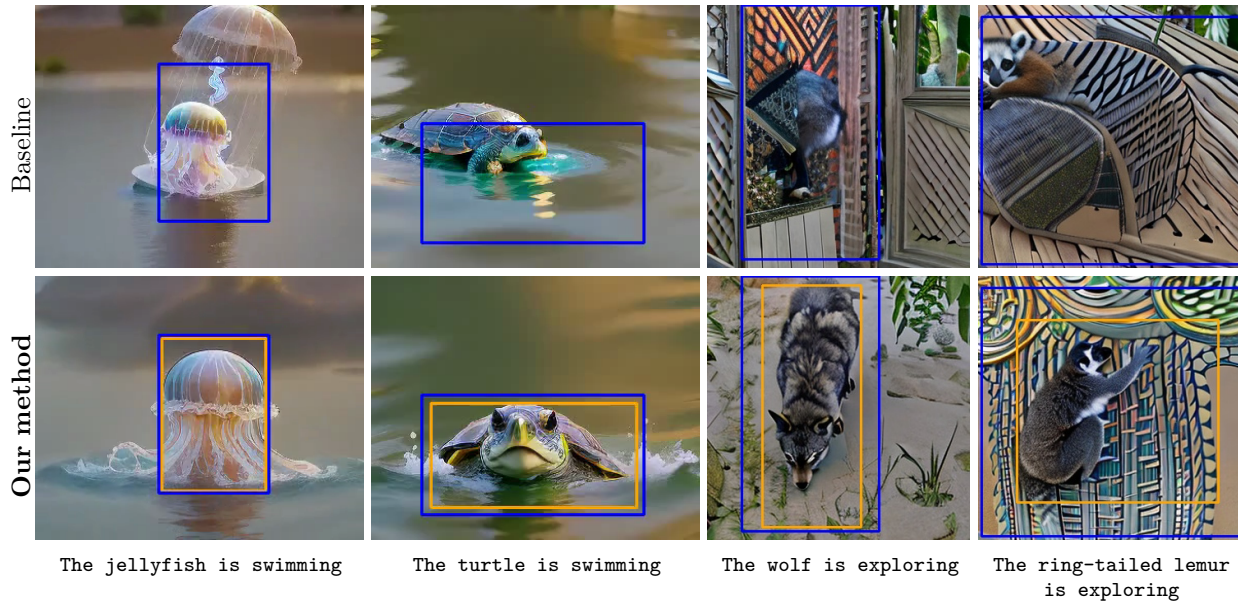 Baseline
Our method
The jellyfish is swimming
The turtle is swimming
The wolf is exploring
The ring-tailed lemur
is exploring